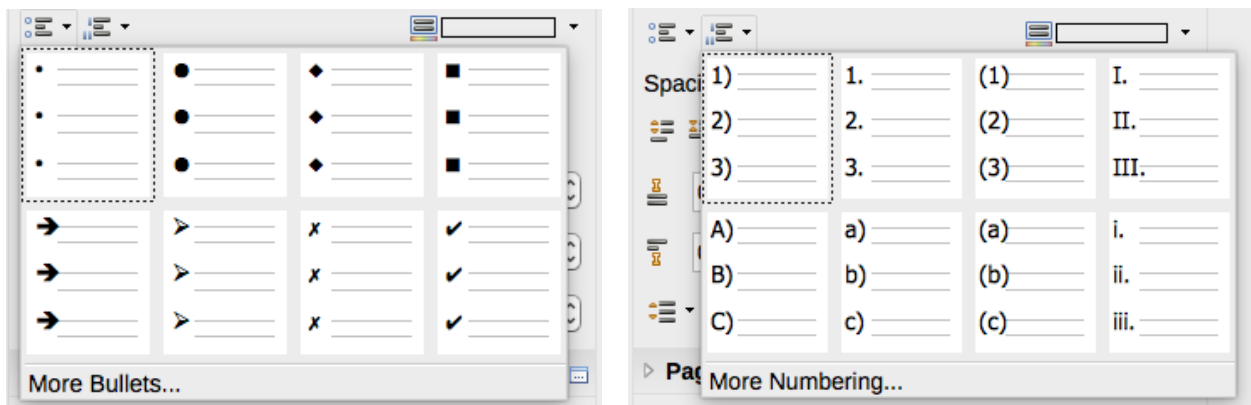 More Bullets...
Spaci
1) 1. (1) I.
2) 2. (2) II.
3) 3. (3) III.
A) a) (a) i.
B) b) (b) ii.
C) c) (c) iii.
Pag
More Numbering...